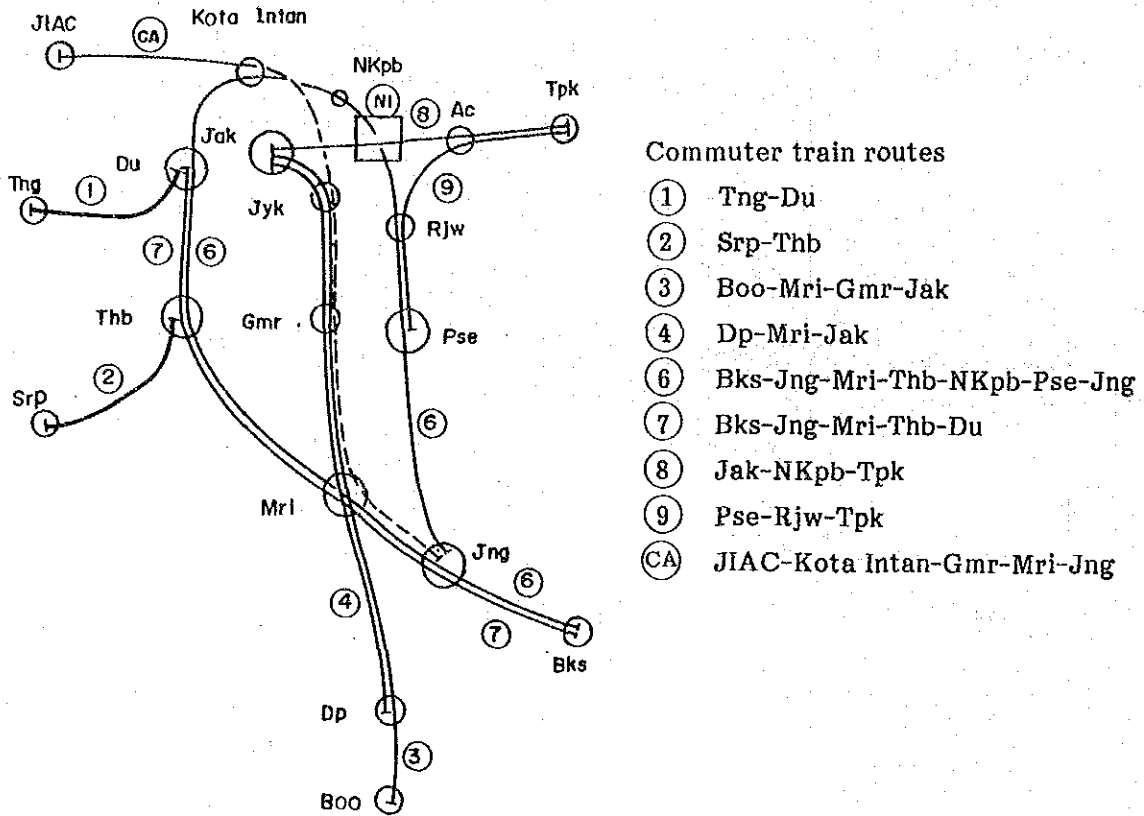 JIAC
CA
Kota Intan
NKpb
NI
8
Ac
Tpk
Jak
Du
Thg
1
Jyk
9
Rjw
7
6
Thb
Gmr
Pse
2
Srp
6
Mri
Jng
6
4
7
Bks
Dp
3
Boo
Commuter train routes
1 Tng-Du
2 Srp-Thb
3 Boo-Mri-Gmr-Jak
4 Dp-Mri-Jak
6 Bks-Jng-Mri-Thb-NKpb-Pse-Jng
7 Bks-Jng-Mri-Thb-Du
8 Jak-NKpb-Tpk
9 Pse-Rjw-Tpk
CA JIAC-Kota Intan-Gmr-Mri-Jng